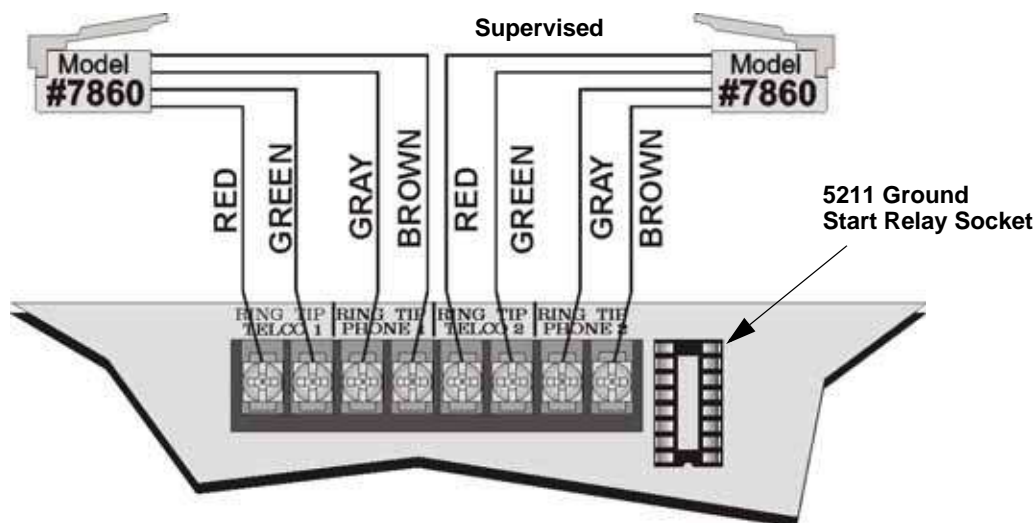 Supervised
Model
#7860
Model
#7860
RED
GREEN
GRAY
BROWN
RED
GREEN
GRAY
BROWN
5211 Ground
Start Relay Socket
RING TIP RING TIP RING TIP RING TIP
TELCO 1 PHONE 1 TELCO 2 PHONE 2